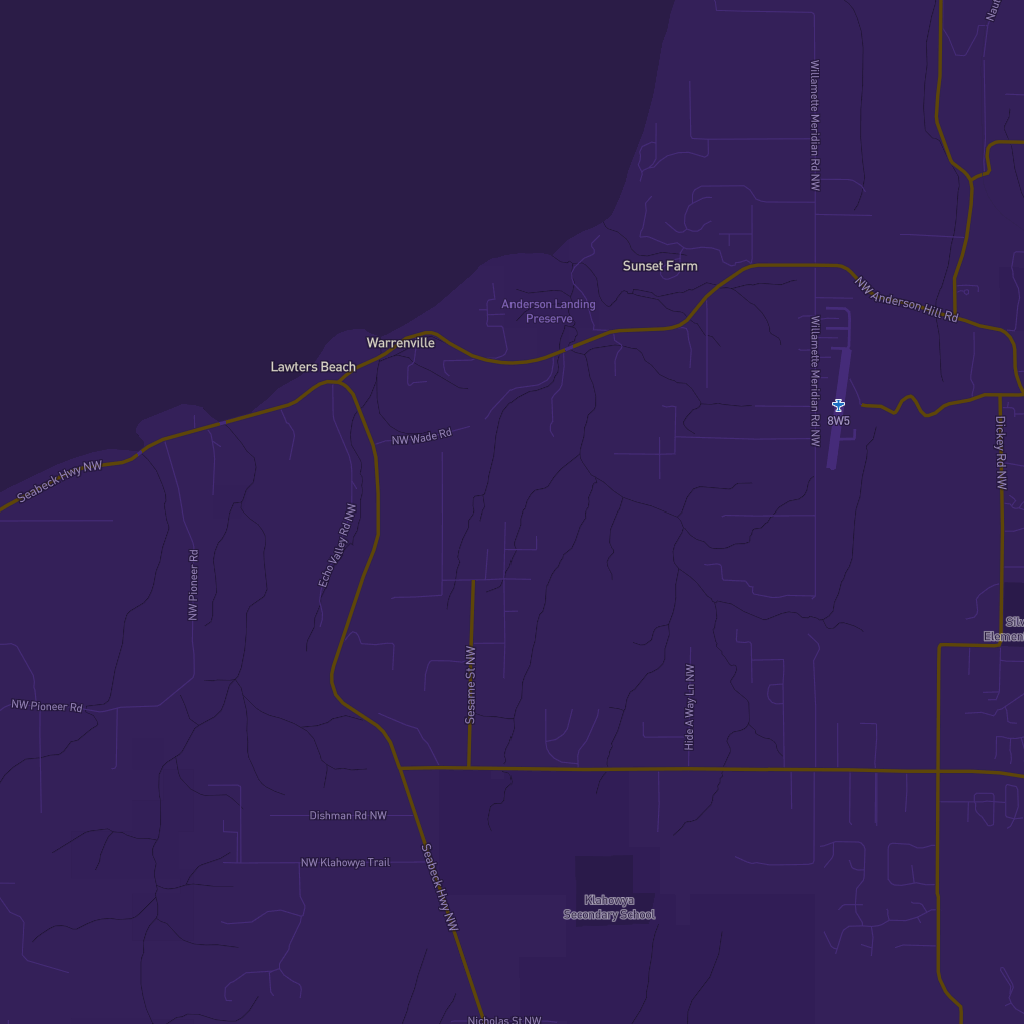 Naut
Willamette Meridian Rd NW
Sunset Farm
NW Anderson Hill Rd
Anderson Landing
Preserve
Warrenville
Lawters Beach
Willamette Meridian Rd NW
8W5
NW Wade Rd
Dickey Rd NW
Seabeck Hwy NW
Echo Valley Rd NW
NW Pioneer Rd
Silv
Element
Sesame St NW
Hide A Way Ln NW
NW Pioneer Rd
Dishman Rd NW
NW Klahowya Trail
Seabeck Hwy NW
Klahowya
Secondary School
Nicholas St NW